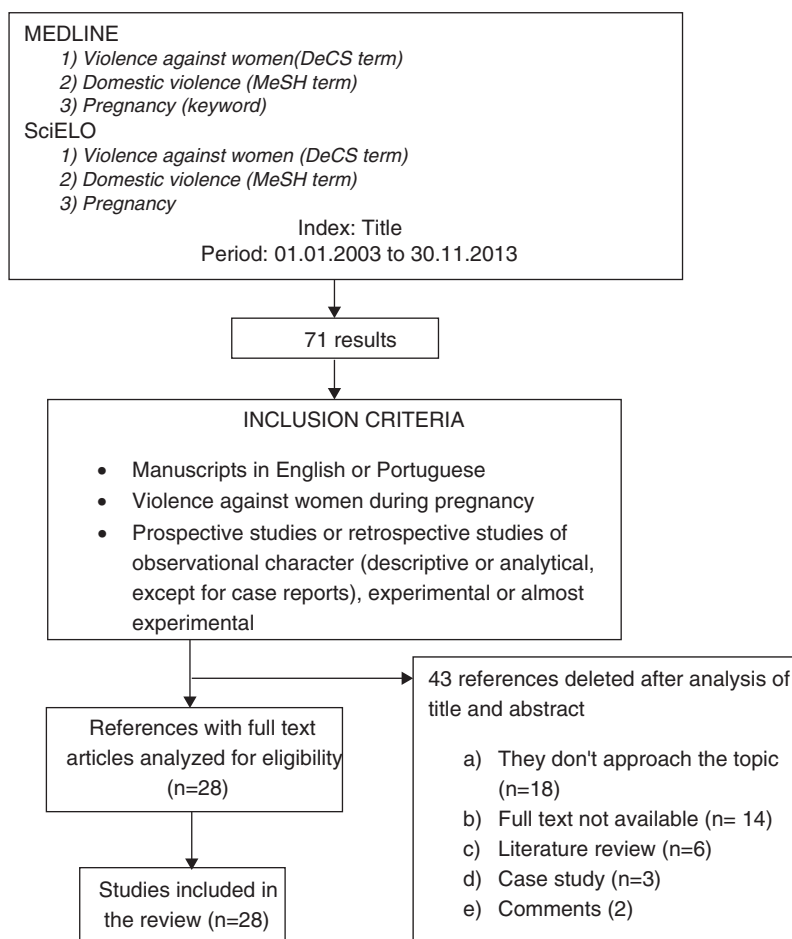 MEDLINE
1) Violence against women(DeCS term)
2) Domestic violence (MeSH term)
3) Pregnancy (keyword)
SciELO
1) Violence against women (DeCS term)
2) Domestic violence (MeSH term)
3) Pregnancy
Index: Title
Period: 01.01.2003 to 30.11.2013
71 results
INCLUSION CRITERIA
• Manuscripts in English or Portuguese
• Violence against women during pregnancy
• Prospective studies or retrospective studies of
observational character (descriptive or analytical,
except for case reports), experimental or almost
experimental
43 references deleted after analysis of
title and abstract
a) They don't approach the topic
(n=18)
b) Full text not available (n= 14)
c) Literature review (n=6)
d) Case study (n=3)
e) Comments (2)
References with full text
articles analyzed for eligibility
(n=28)
Studies included in
the review (n=28)